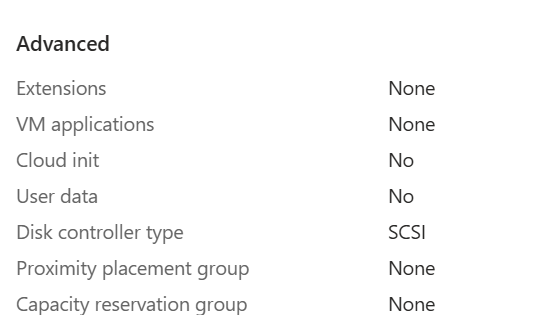 Advanced
Extensions None
VM applications None
Cloud init No
User data No
Disk controller type SCSI
Proximity placement group None
Capacity reservation group None